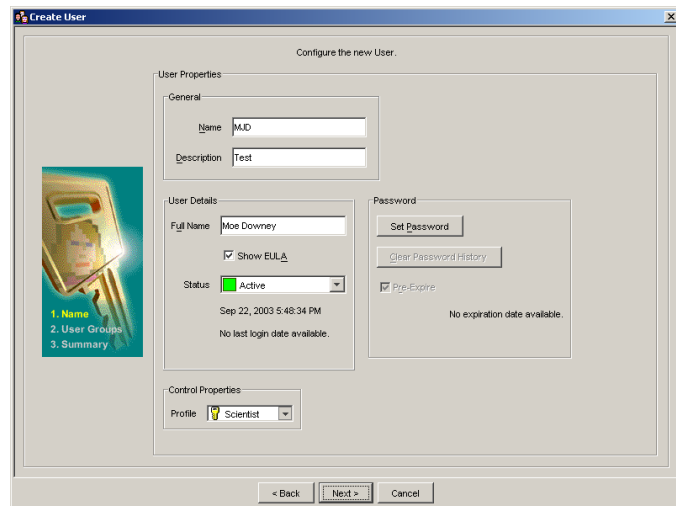 Create User
Configure the new User.
User Properties
General
Name MJD
Description Test
User Details
Full Name Moe Downey
Show EULA
Status Active
Sep 22, 2003 5:48:34 PM
No last login date available.
Password
Set Password
Clear Password History
Pre-Expire
No expiration date available.
1. Name
2. User Groups
3. Summary
Control Properties
Profile Scientist
< Back Next > Cancel